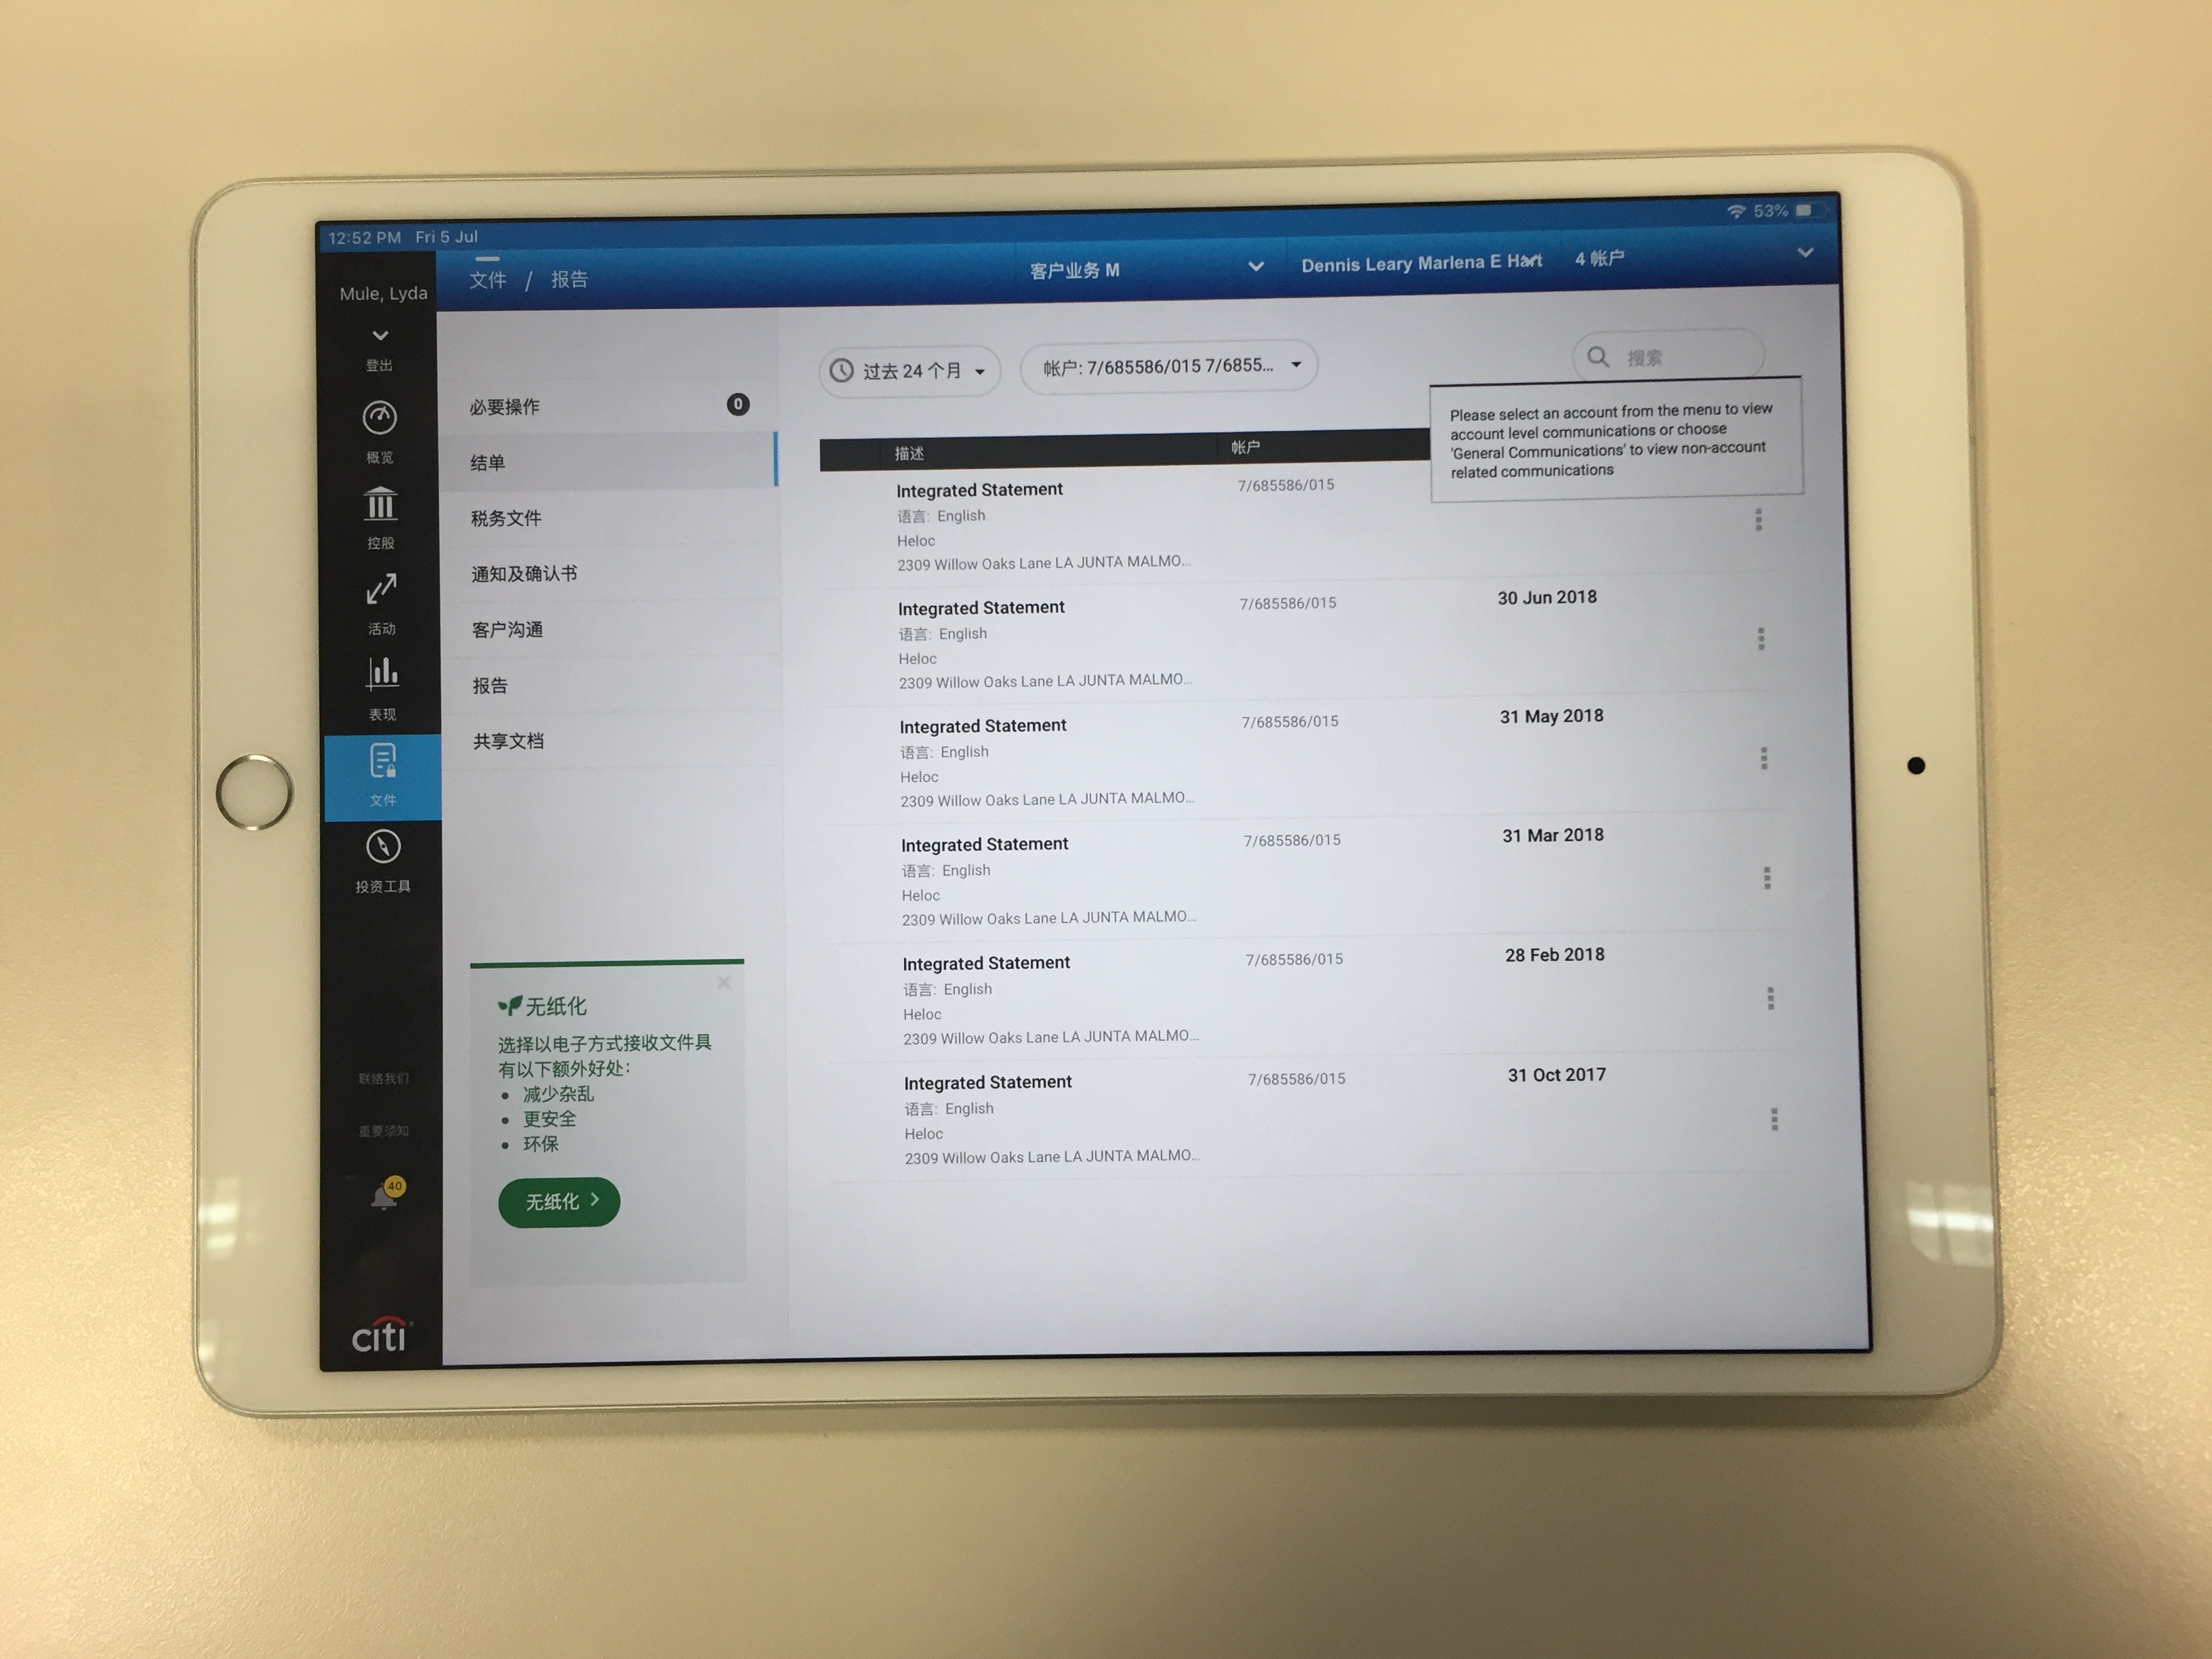 12:52 PM Fri 5 Jul
53%
Mule, Lyda
文件 / 报告
客户业务 M
Dennis Leary Marlena E Hart
4 帐户
登出
概览
控股
活动
表现
文件
投资工具
联络我们
重要须知
40
citi
必要操作
0
结单
税务文件
通知及确认书
客户沟通
报告
共享文档
无纸化
选择以电子方式接收文件具
有以下额外好处：
• 减少杂乱
• 更安全
• 环保
无纸化
过去 24 个月
帐户: 7/685586/015 7/6855...
搜索
Please select an account from the menu to view
account level communications or choose
'General Communications' to view non-account
related communications
描述
帐户
Integrated Statement
7/685586/015
语言: English
Heloc
2309 Willow Oaks Lane LA JUNTA MALMO...
Integrated Statement
7/685586/015
30 Jun 2018
语言: English
Heloc
2309 Willow Oaks Lane LA JUNTA MALMO...
Integrated Statement
7/685586/015
31 May 2018
语言: English
Heloc
2309 Willow Oaks Lane LA JUNTA MALMO...
Integrated Statement
7/685586/015
31 Mar 2018
语言: English
Heloc
2309 Willow Oaks Lane LA JUNTA MALMO...
Integrated Statement
7/685586/015
28 Feb 2018
语言: English
Heloc
2309 Willow Oaks Lane LA JUNTA MALMO...
Integrated Statement
7/685586/015
31 Oct 2017
语言: English
Heloc
2309 Willow Oaks Lane LA JUNTA MALMO...